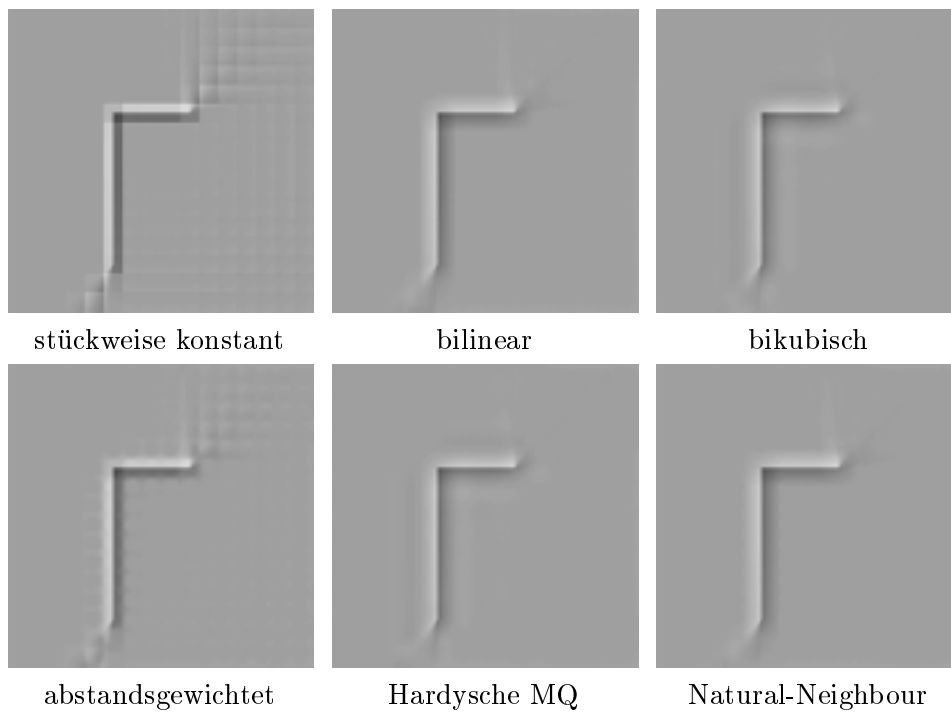 stückweise konstant
bilinear
bikubisch
abstandsgewichtet
Hardysche MQ
Natural-Neighbour